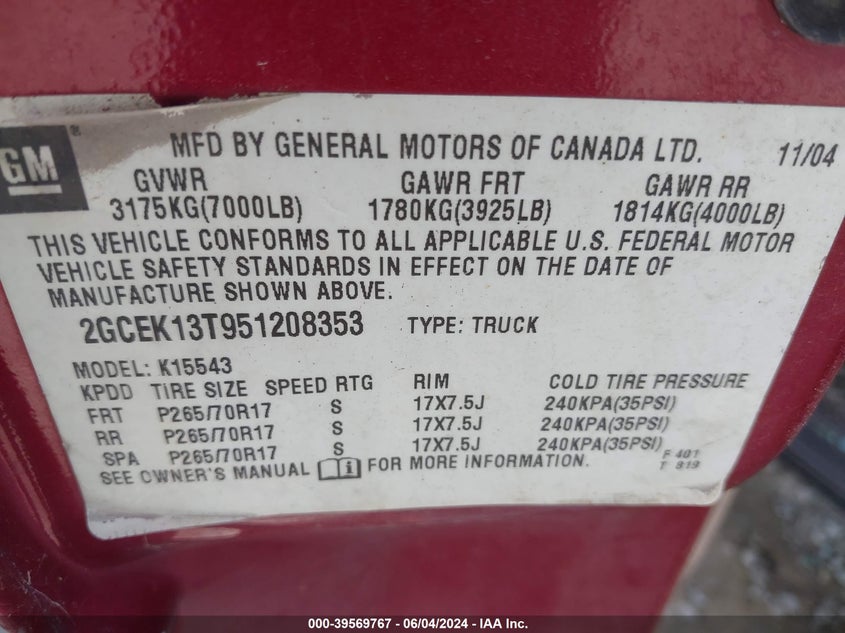 GM ®
MFD BY GENERAL MOTORS OF CANADA LTD. 11/04
GVWR GAWR FRT GAWR RR
3175KG(7000LB) 1780KG(3925LB) 1814KG(4000LB)
THIS VEHICLE CONFORMS TO ALL APPLICABLE U.S. FEDERAL MOTOR
VEHICLE SAFETY STANDARDS IN EFFECT ON THE DATE OF
MANUFACTURE SHOWN ABOVE.
2GCEK13T951208353 TYPE: TRUCK
MODEL: K15543
KPDD TIRE SIZE SPEED RTG RIM COLD TIRE PRESSURE
FRT P265/70R17 S 17X7.5J 240KPA(35PSI)
RR P265/70R17 S 17X7.5J 240KPA(35PSI)
SPA P265/70R17 S 17X7.5J 240KPA(35PSI)
SEE OWNER'S MANUAL FOR MORE INFORMATION. F 401
T 819
000-39569767 - 06/04/2024 - IAA Inc.